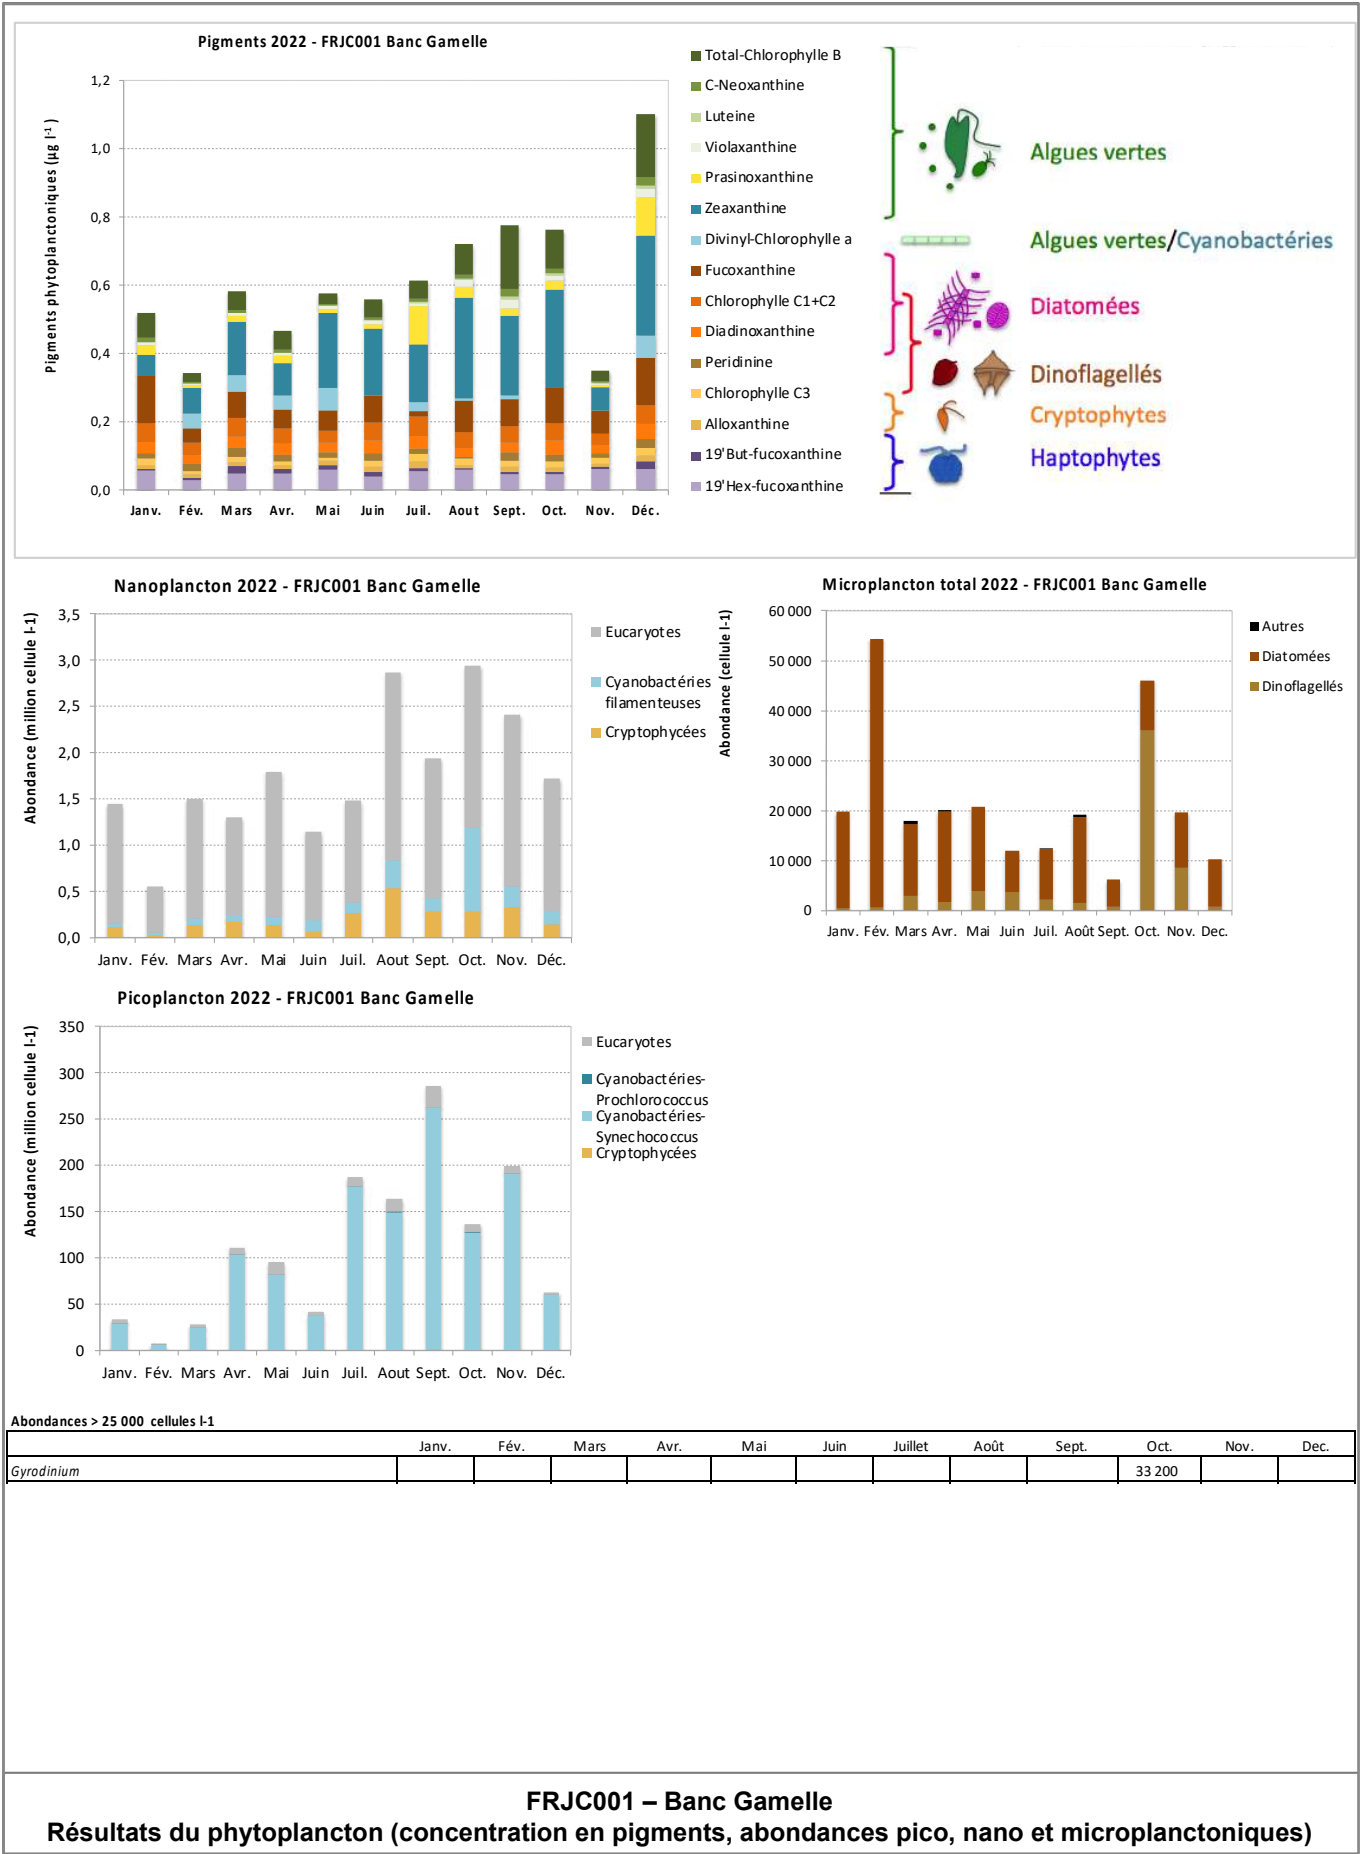 Pigments 2022 - FRJC001 Banc Gamelle
Pigments phytoplanctoniques (µg l-1 )
1,2
1,0
0,8
0,6
0,4
0,2
0,0
Janv. Fév. Mars Avr. Mai Juin Juil. Aout Sept. Oct. Nov. Déc.
Total-Chlorophylle B
C-Neoxanthine
Luteine
Violaxanthine
Prasinoxanthine
Zeaxanthine
Divinyl-Chlorophylle a
Fucoxanthine
Chlorophylle C1+C2
Diadinoxanthine
Peridinine
Chlorophylle C3
Alloxanthine
19'But-fucoxanthine
19'Hex-fucoxanthine
Algues vertes
Algues vertes/Cyanobactéries
Diatomées
Dinoflagellés
Cryptophytes
Haptophytes
Nanoplancton 2022 - FRJC001 Banc Gamelle
Abondance (million cellule l-1)
3,5
3,0
2,5
2,0
1,5
1,0
0,5
0,0
Janv. Fév. Mars Avr. Mai Juin Juil. Aout Sept. Oct. Nov. Déc.
Eucaryotes
Cyanobactéries
filamenteuses
Cryptophycées
Microplancton total 2022 - FRJC001 Banc Gamelle
Abondance (cellule l-1)
60 000
50 000
40 000
30 000
20 000
10 000
0
Janv. Fév. Mars Avr. Mai Juin Juil. Août Sept. Oct. Nov. Dec.
Autres
Diatomées
Dinoflagellés
Picoplancton 2022 - FRJC001 Banc Gamelle
Abondance (million cellule l-1)
350
300
250
200
150
100
50
0
Janv. Fév. Mars Avr. Mai Juin Juil. Aout Sept. Oct. Nov. Déc.
Eucaryotes
Cyanobactéries-
Prochlorococcus
Cyanobactéries-
Synechococcus
Cryptophycées
Abondances > 25 000 cellules l-1
Janv. Fév. Mars Avr. Mai Juin Juillet Août Sept. Oct. Nov. Dec.
Gyrodinium 33 200
FRJC001 – Banc Gamelle
Résultats du phytoplancton (concentration en pigments, abondances pico, nano et microplanctoniques)